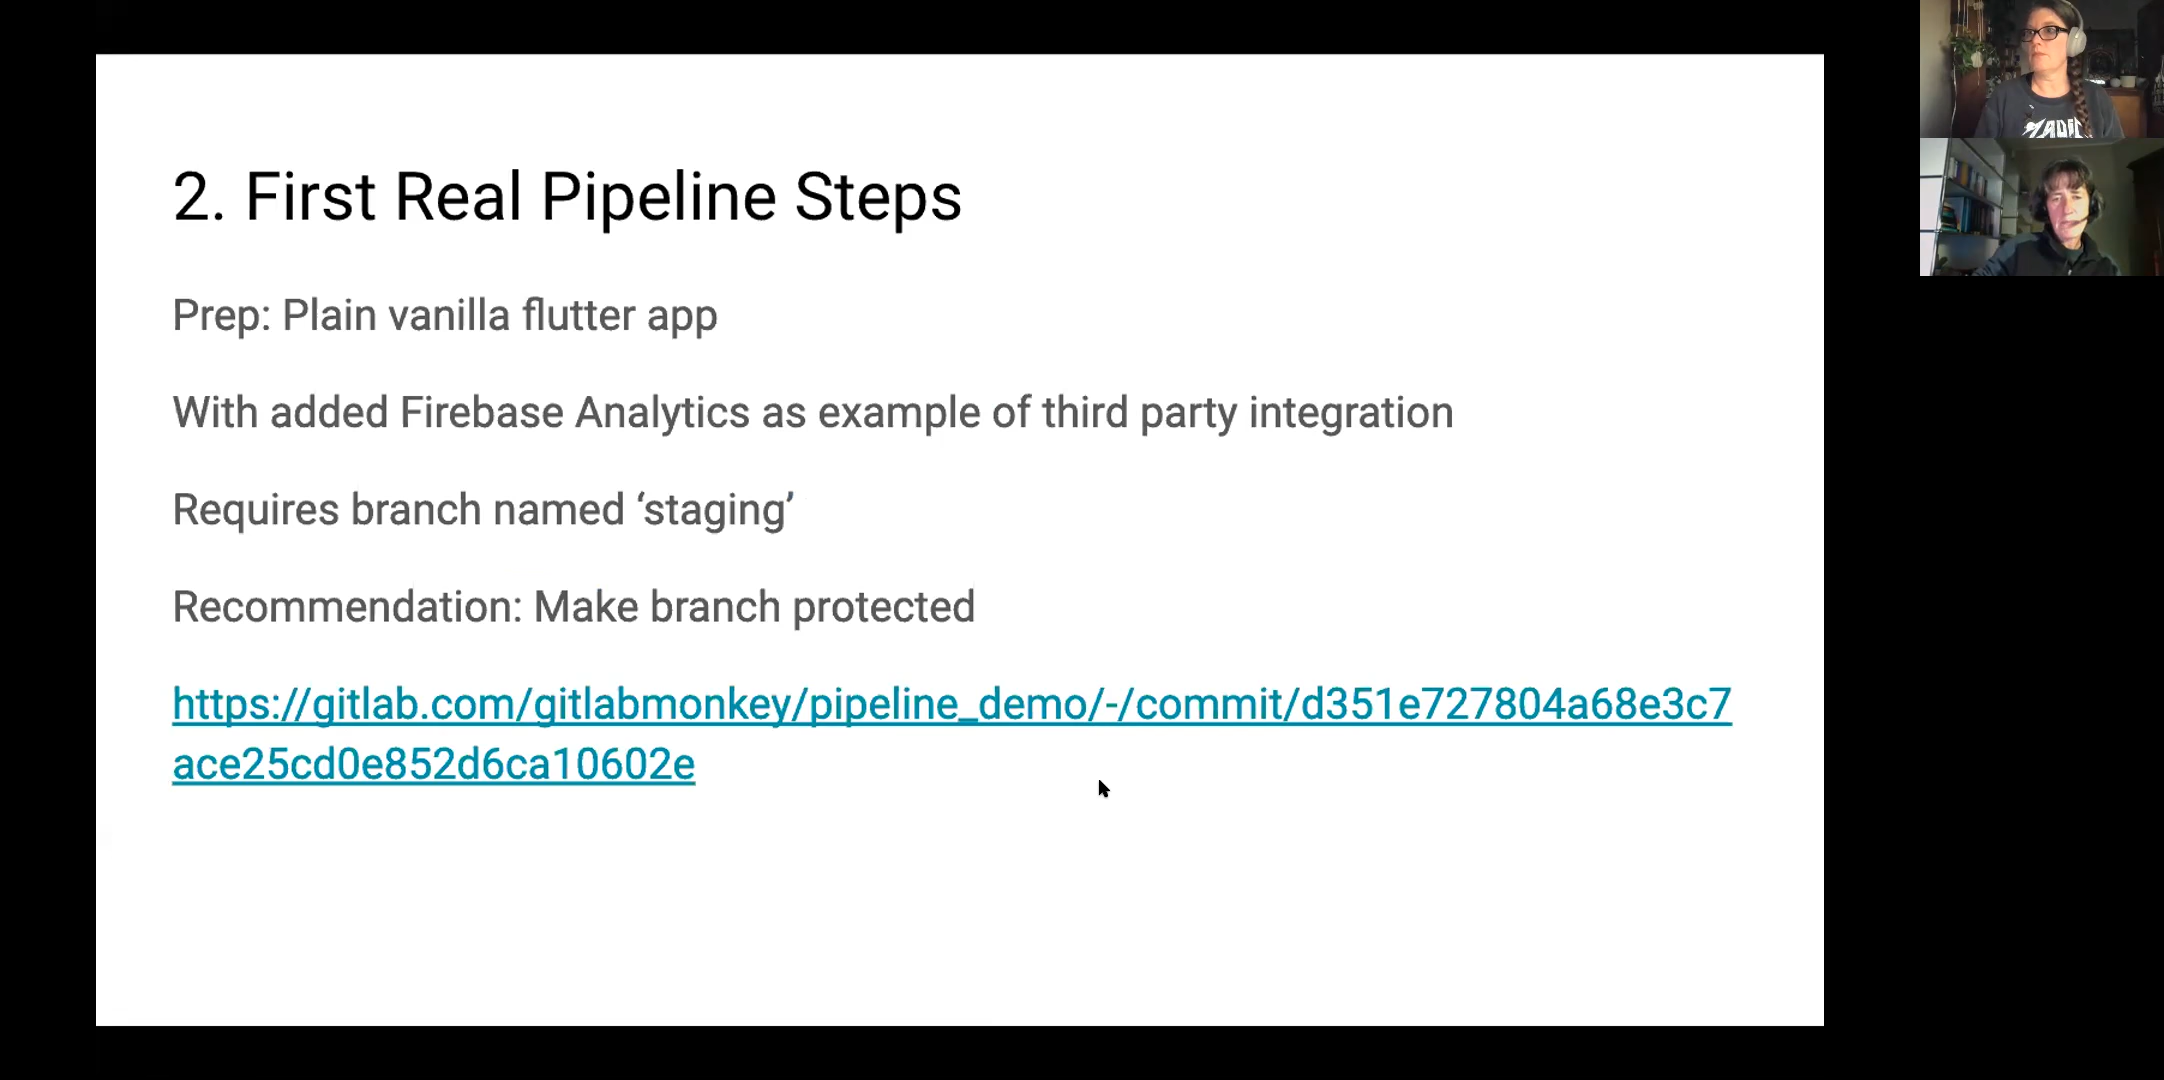 2. First Real Pipeline Steps
Prep: Plain vanilla flutter app
With added Firebase Analytics as example of third party integration
Requires branch named ‘staging’
Recommendation: Make branch protected
https://gitlab.com/gitlabmonkey/pipeline_demo/-/commit/d351e727804a68e3c7
ace25cd0e852d6ca10602e